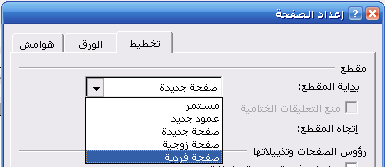 إعداد الصفحة
هوامش الورق تخطيط
مقطع
بداية المقطع: صفحة جديدة
مستمر
منع التعليقات الختامية عمود جديد
إتجاه المقطع: صفحة جديدة
صفحة زوجية
رؤوس الصفحات وتذييلاتها صفحة فردية